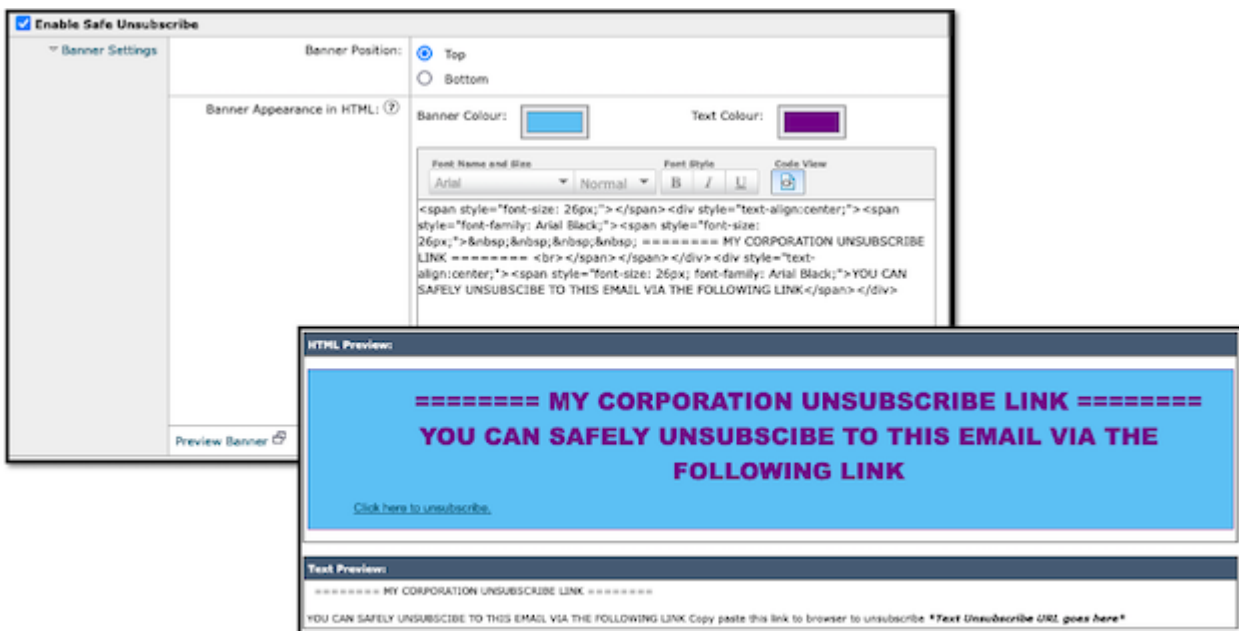 Enable Safe Unsubscribe
Banner Settings
Banner Position:
Top
Bottom
Banner Appearance in HTML: (?)
Banner Colour:
Text Colour:
Font Name and Size
Font Style
Code View
Arial
Normal
B I U
<span style="font-size: 26px;"></span><div style="text-align:center;"><span
style="font-family: Arial Black;"><span style="font-size:
26px;">&nbsp;&nbsp;&nbsp;&nbsp; ======== MY CORPORATION UNSUBSCRIBE
LINK ======== <br></span></span></div><div style="text-
align:center;"><span style="font-size: 26px; font-family: Arial Black;">YOU CAN
SAFELY UNSUBSCIBE TO THIS EMAIL VIA THE FOLLOWING LINK</span></div>
Preview Banner
HTML Preview:
======== MY CORPORATION UNSUBSCRIBE LINK ========
YOU CAN SAFELY UNSUBSCIBE TO THIS EMAIL VIA THE
FOLLOWING LINK
Click here to unsubscribe.
Text Preview:
======== MY CORPORATION UNSUBSCRIBE LINK ========
YOU CAN SAFELY UNSUBSCIBE TO THIS EMAIL VIA THE FOLLOWING LINK Copy paste this link to browser to unsubscribe *Text Unsubscribe URL goes here*